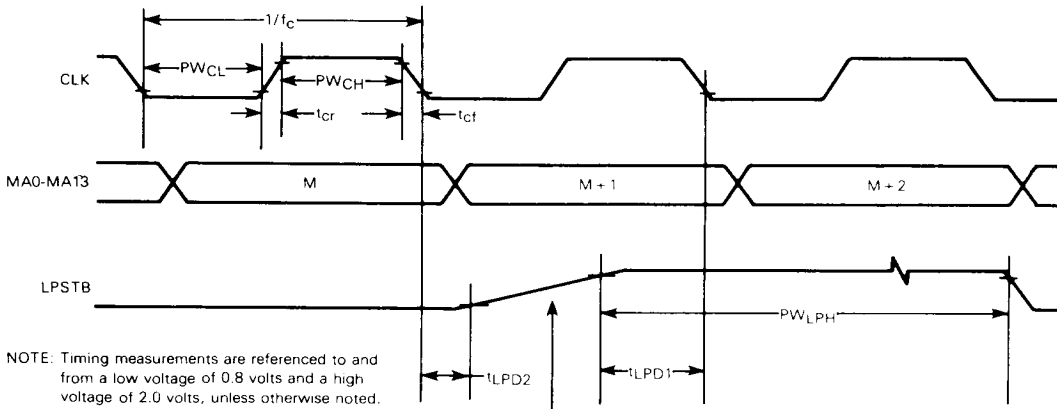 1/fc
CLK
PWCL
PWCH
tcr
tcf
MA0-MA13
M
M + 1
M + 2
LPSTB
PWLPH
tLPD2
tLPD1
NOTE: Timing measurements are referenced to and
from a low voltage of 0.8 volts and a high
voltage of 2.0 volts, unless otherwise noted.